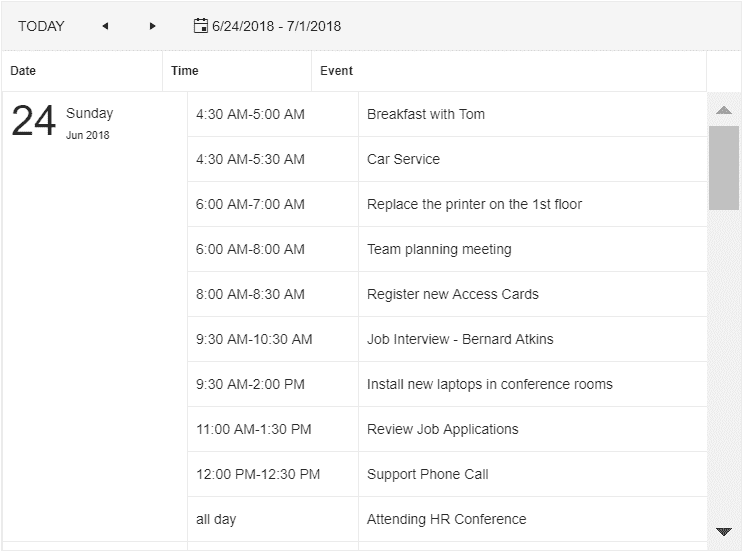 TODAY 6/24/2018 - 7/1/2018
Date Time Event
24 Sunday
Jun 2018
4:30 AM-5:00 AM Breakfast with Tom
4:30 AM-5:30 AM Car Service
6:00 AM-7:00 AM Replace the printer on the 1st floor
6:00 AM-8:00 AM Team planning meeting
8:00 AM-8:30 AM Register new Access Cards
9:30 AM-10:30 AM Job Interview - Bernard Atkins
9:30 AM-2:00 PM Install new laptops in conference rooms
11:00 AM-1:30 PM Review Job Applications
12:00 PM-12:30 PM Support Phone Call
all day Attending HR Conference